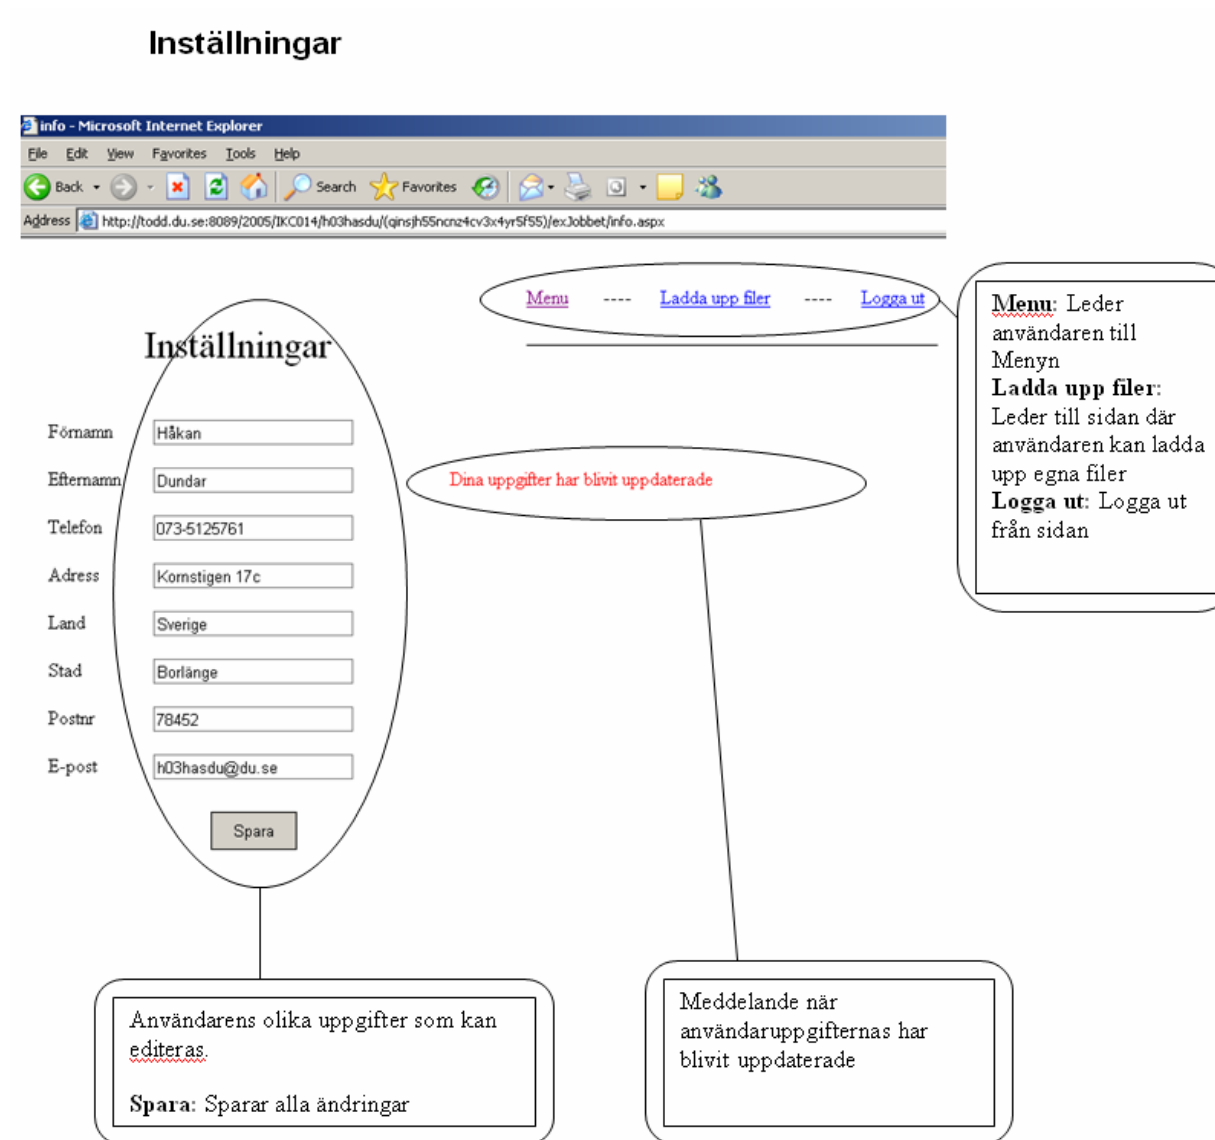 Inställningar
info - Microsoft Internet Explorer
File Edit View Favorites Tools Help
Back Search Favorites
Address http://todd.du.se:8089/2005/IKC014/h03hasdu/(qinsjh55ncnz4cv3x4yr5f55)/exJobbet/info.aspx
Menu ---- Ladda upp filer ---- Logga ut
Inställningar
Förnamn Håkan
Efternamn Dundar
Telefon 073-5125761
Adress Kornstigen 17c
Land Sverige
Stad Borlänge
Postnr 78452
E-post h03hasdu@du.se
Spara
Dina uppgifter har blivit uppdaterade
Menu: Leder
användaren till
Menyn
Ladda upp filer:
Leder till sidan där
användaren kan ladda
upp egna filer
Logga ut: Logga ut
från sidan
Användarens olika uppgifter som kan
editeras.
Spara: Sparar alla ändringar
Meddelande när
användaruppgifternas har
blivit uppdaterade